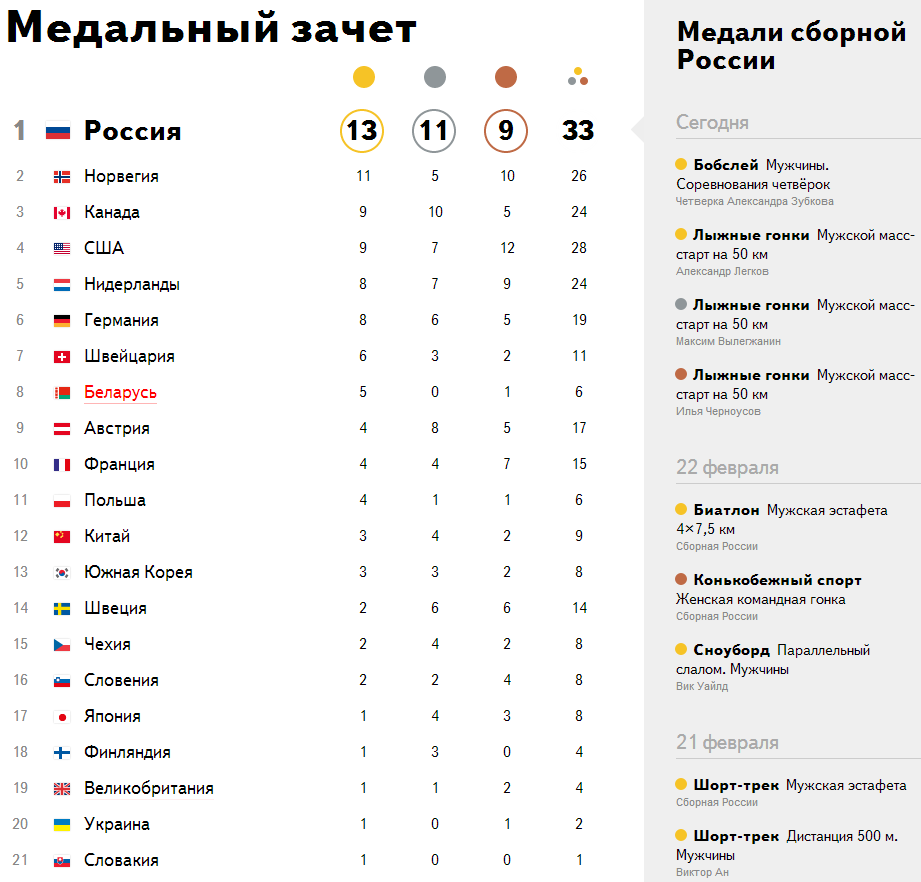 Медальный зачет
1 Россия 13 11 9 33
2 Норвегия 11 5 10 26
3 Канада 9 10 5 24
4 США 9 7 12 28
5 Нидерланды 8 7 9 24
6 Германия 8 6 5 19
7 Швейцария 6 3 2 11
8 Беларусь 5 0 1 6
9 Австрия 4 8 5 17
10 Франция 4 4 7 15
11 Польша 4 1 1 6
12 Китай 3 4 2 9
13 Южная Корея 3 3 2 8
14 Швеция 2 6 6 14
15 Чехия 2 4 2 8
16 Словения 2 2 4 8
17 Япония 1 4 3 8
18 Финляндия 1 3 0 4
19 Великобритания 1 1 2 4
20 Украина 1 0 1 2
21 Словакия 1 0 0 1
Медали сборной
России
Сегодня
Бобслей Мужчины.
Соревнования четвёрок
Четверка Александра Зубкова
Лыжные гонки Мужской масс-
старт на 50 км
Александр Легков
Лыжные гонки Мужской масс-
старт на 50 км
Максим Вылегжанин
Лыжные гонки Мужской масс-
старт на 50 км
Илья Черноусов
22 февраля
Биатлон Мужская эстафета
4×7,5 км
Сборная России
Конькобежный спорт
Женская командная гонка
Сборная России
Сноуборд Параллельный
слалом. Мужчины
Вик Уайлд
21 февраля
Шорт-трек Мужская эстафета
Сборная России
Шорт-трек Дистанция 500 м.
Мужчины
Виктор Ан